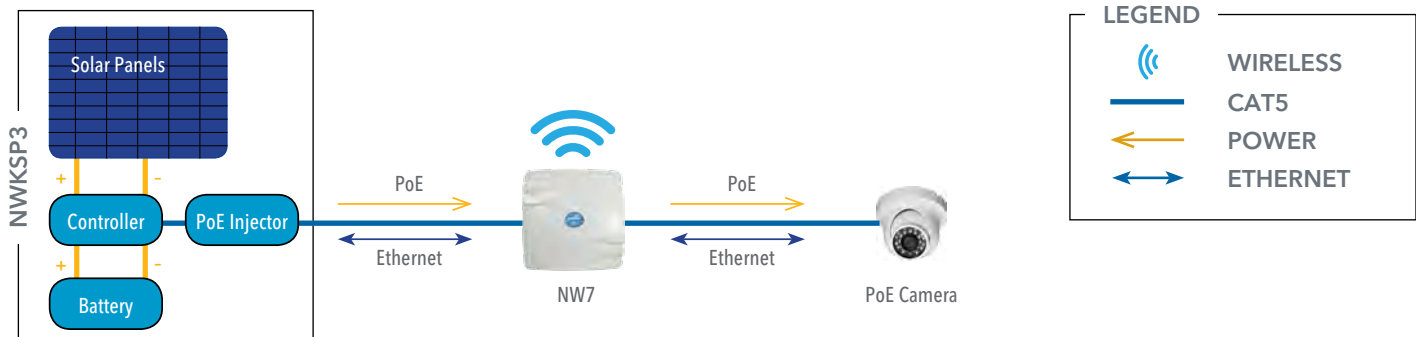 NWKSP3
Solar Panels
+
-
Controller
PoE Injector
+
-
Battery
PoE
Ethernet
NW7
PoE
Ethernet
PoE Camera
LEGEND
WIRELESS
CAT5
POWER
ETHERNET